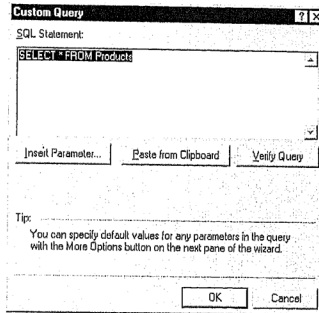 Custom Query
SQL Statement:
SELECT * FROM Products
Insert Parameter...
Paste from Clipboard
Verify Query
Tip:
You can specify default values for any parameters in the query
with the More Options button on the next pane of the wizard.
OK
Cancel